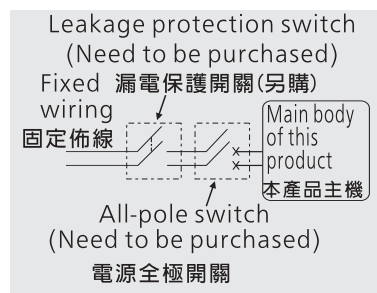 Leakage protection switch
(Need to be purchased)
Fixed wiring
漏電保護開關(另購)
固定佈線
Main body
of this
product
本產品主機
All-pole switch
(Need to be purchased)
電源全極開關